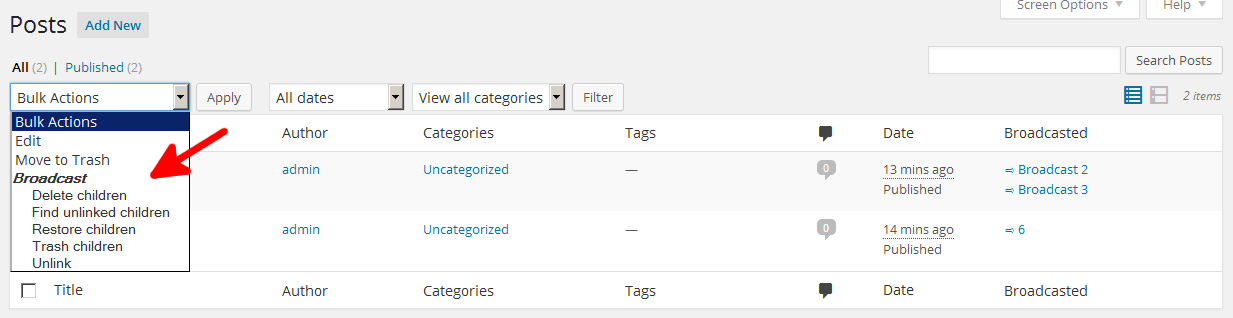 Screen Options Help
Posts Add New
All (2) | Published (2)
Search Posts
Bulk Actions Apply All dates View all categories Filter 2 items
Bulk Actions
Edit
Move to Trash
Broadcast
Delete children
Find unlinked children
Restore children
Trash children
Unlink
Author Categories Tags Date Broadcasted
admin Uncategorized — 0 13 mins ago Broadcast 2
Published Broadcast 3
admin Uncategorized — 0 14 mins ago 6
Published
Title Author Categories Tags Date Broadcasted